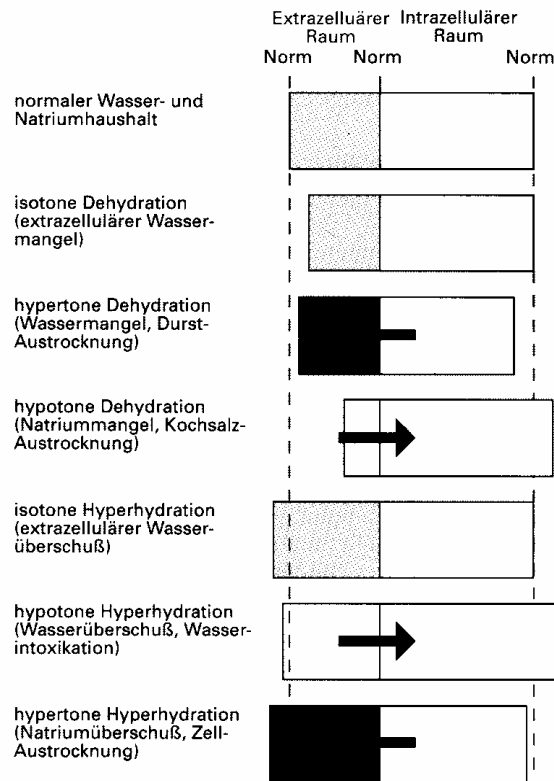 Extrazelluärer Intrazellulärer
Raum Raum
Norm Norm Norm
normaler Wasser- und
Natriumhaushalt
isotone Dehydration
(extrazellulärer Wasser-
mangel)
hypertone Dehydration
(Wassermangel, Durst-
Austrocknung)
hypotone Dehydration
(Natriummangel, Kochsalz-
Austrocknung)
isotone Hyperhydration
(extrazellulärer Wasser-
überschuß)
hypotone Hyperhydration
(Wasserüberschuß, Wasser-
intoxikation)
hypertone Hyperhydration
(Natriumüberschuß, Zell-
Austrocknung)